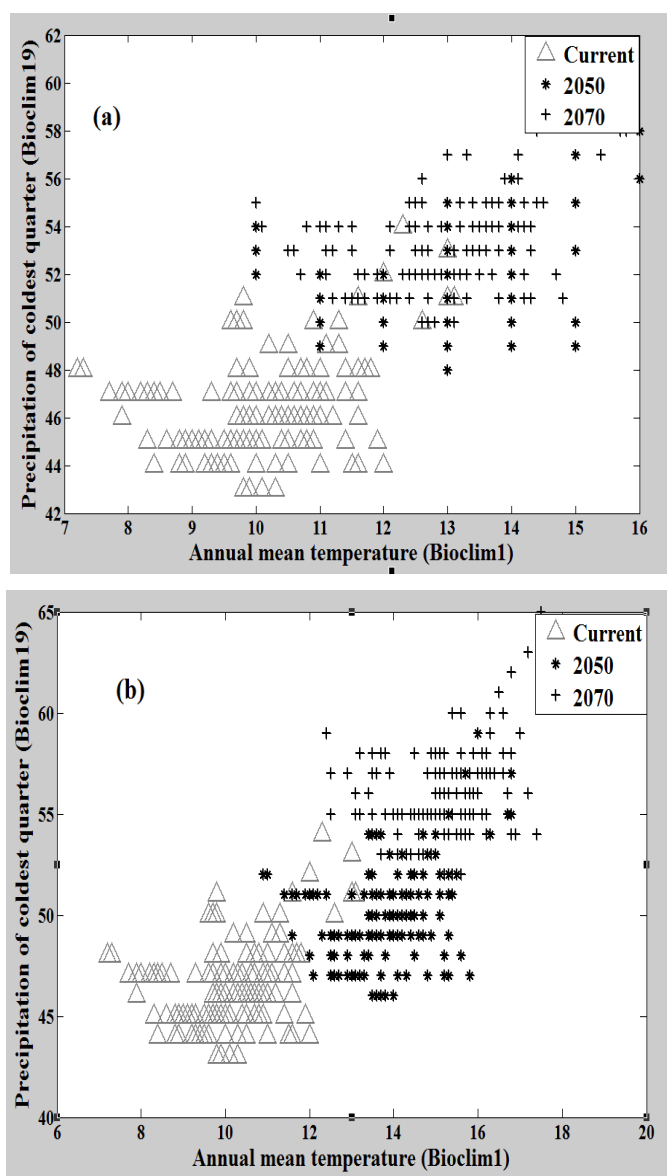 62
60
58
56
54
52
50
48
46
44
42
Precipitation of coldest quarter (Bioclim19)
(a)
Current
2050
2070
7 8 9 10 11 12 13 14 15 16
Annual mean temperature (Bioclim1)
65
60
55
50
45
40
Precipitation of coldest quarter (Bioclim19)
(b)
Current
2050
2070
6 8 10 12 14 16 18 20
Annual mean temperature (Bioclim1)